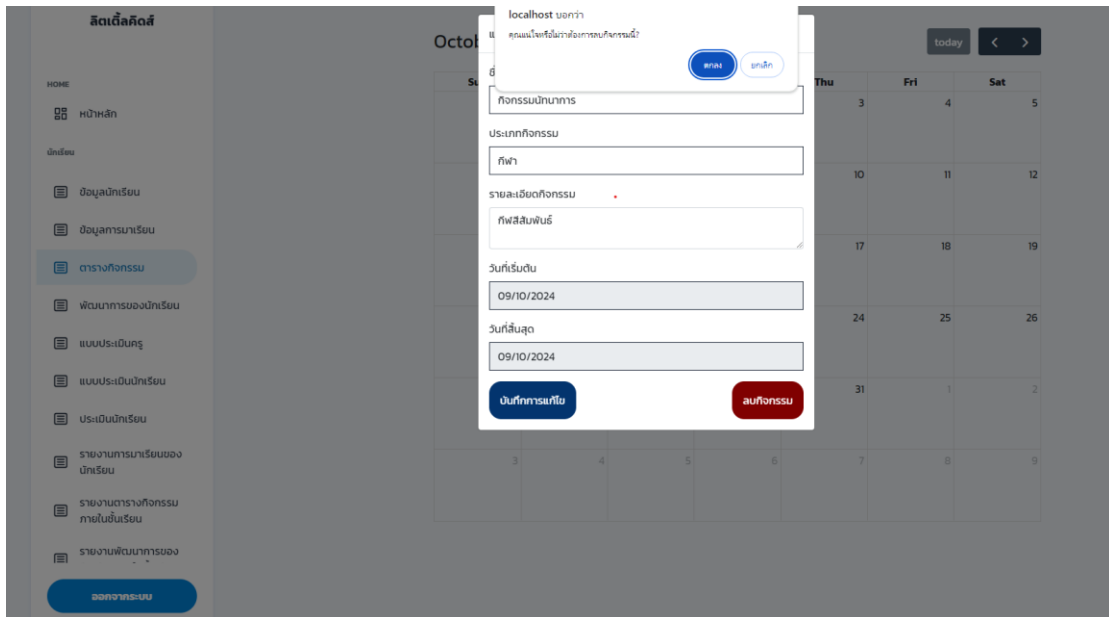 ลิตเติ้ลคิดส์
HOME
หน้าหลัก
นักเรียน
ข้อมูลนักเรียน
ข้อมูลการมาเรียน
ตารางกิจกรรม
พัฒนาการของนักเรียน
แบบประเมินครู
แบบประเมินนักเรียน
ประเมินนักเรียน
รายงานการมาเรียนของ
นักเรียน
รายงานตารางกิจกรรม
ภายในชั้นเรียน
รายงานพัฒนาการของ
ออกจากระบบ
localhost บอกว่า
คุณแน่ใจหรือไม่ว่าต้องการลบกิจกรรมนี้?
ตกลง ยกเลิก
today < >
Thu Fri Sat
3 4 5
10 11 12
17 18 19
24 25 26
31 1 2
3 4 5 6 7 8 9
กิจกรรมนักนาการ
ประเภทกิจกรรม
กีฬา
รายละเอียดกิจกรรม
กีฬสีสัมพันธ์
วันที่เริ่มต้น
09/10/2024
วันที่สิ้นสุด
09/10/2024
บันทึกการแก้ไข ลบกิจกรรม